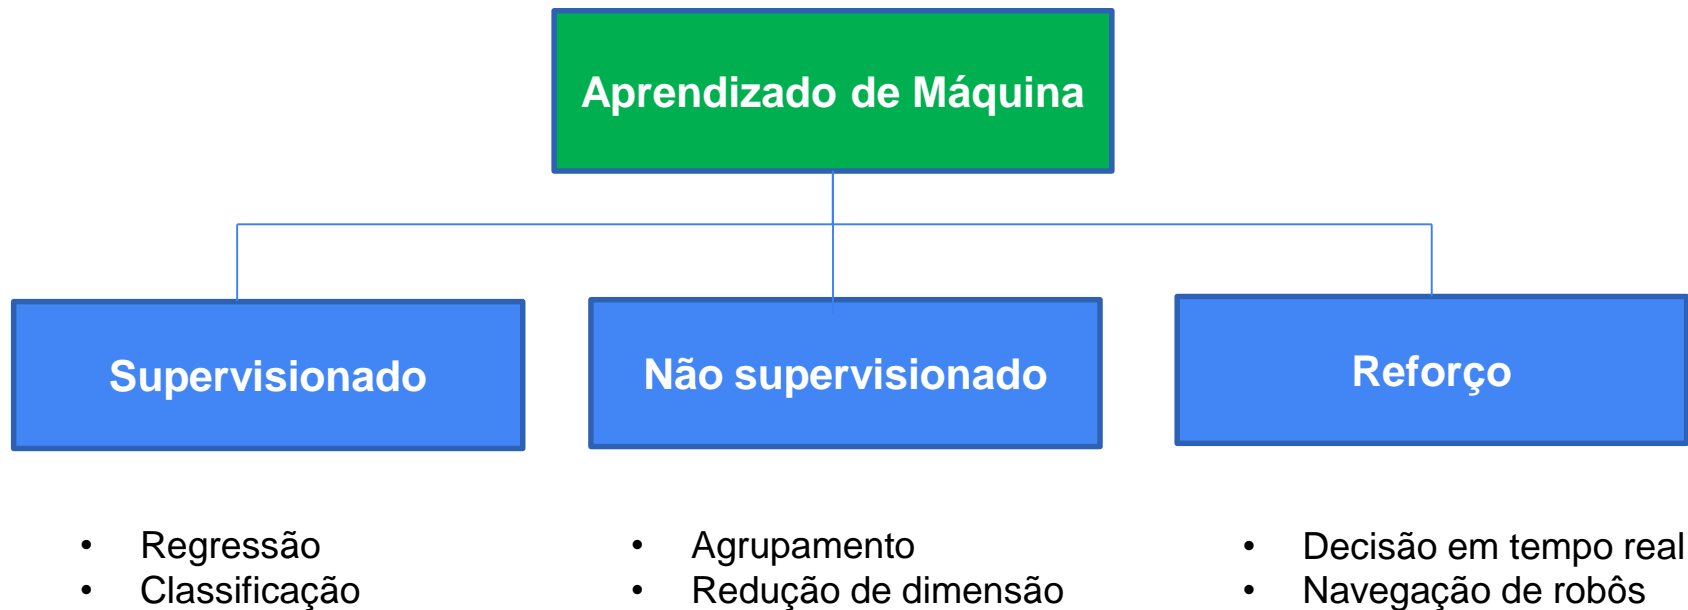 Aprendizado de Máquina
Supervisionado
Não supervisionado
Reforço
• Regressão
• Classificação
• Agrupamento
• Redução de dimensão
• Decisão em tempo real
• Navegação de robôs